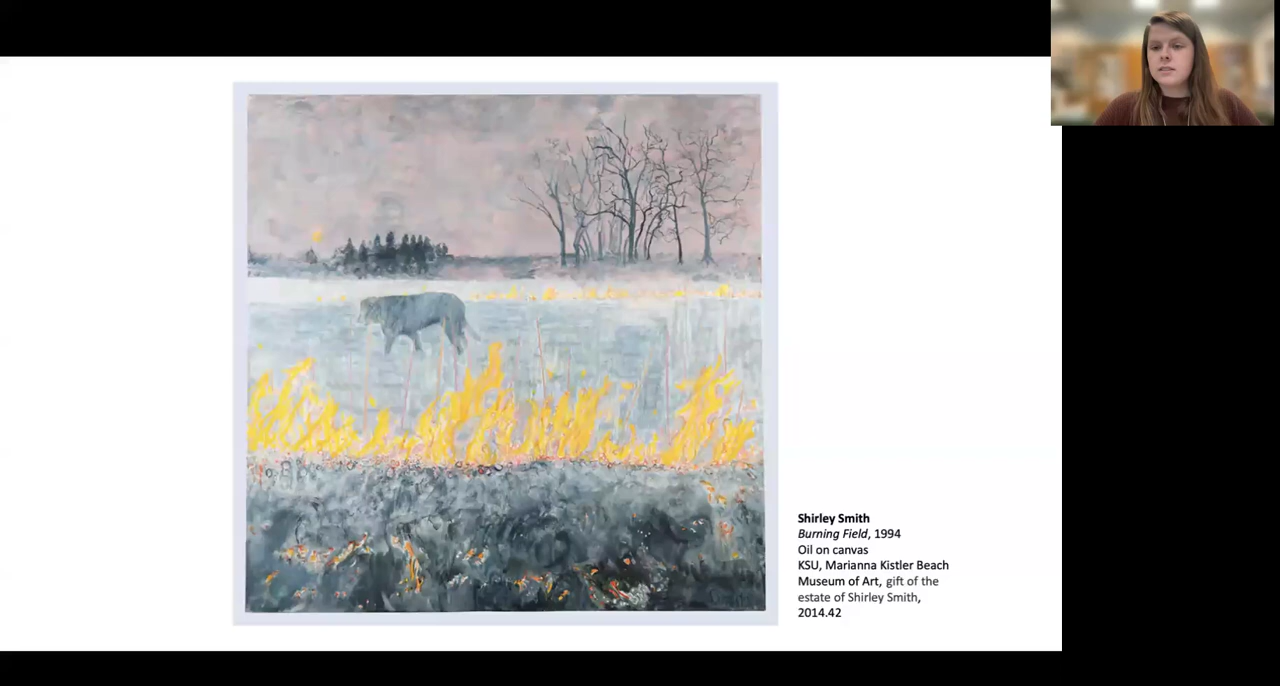 Shirley Smith
Burning Field, 1994
Oil on canvas
KSU, Marianna Kistler Beach
Museum of Art, gift of the
estate of Shirley Smith,
2014.42